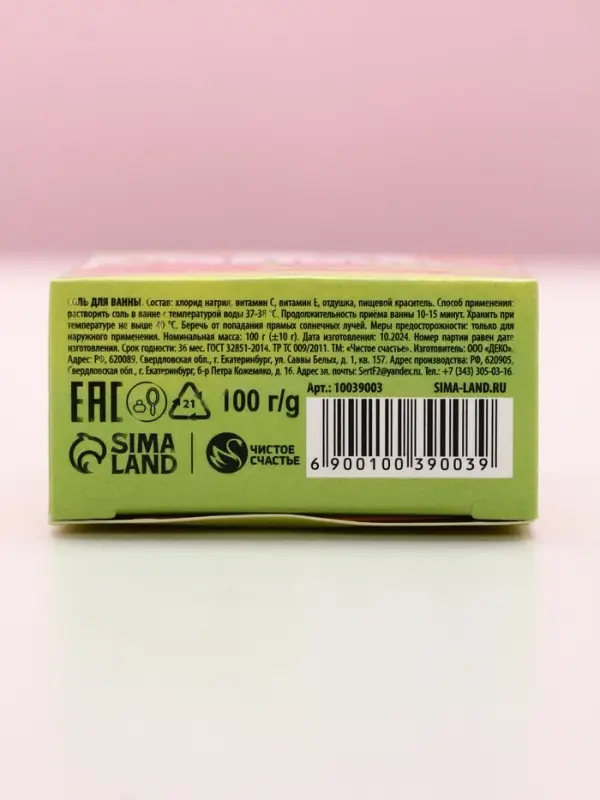 СОЛЬ ДЛЯ ВАННЫ. Состав: хлорид натрия, витамин С, витамин Е, отдушка, пищевой краситель. Способ применения:
растворить соль в ванне с температурой воды 37-38 °С. Продолжительность приёма ванны 10-15 минут. Хранить при
температуре не выше 40 °С. Беречь от попадания прямых солнечных лучей. Меры предосторожности: только для
наружного применения. Номинальная масса: 100 г (±10 г). Дата изготовления: 10.2024. Номер партии равен дате
изготовления. Срок годности: 36 мес. ГОСТ 32851-2014. ТР ТС 009/2011. ТМ: «Чистое счастье». Изготовитель: ООО «ДЕКО».
Адрес: РФ, 620089, Свердловская обл., г. Екатеринбург, ул. Саввы Белых, д. 1, кв. 157. Адрес производства: РФ, 620905,
Свердловская обл., г. Екатеринбург, б-р Петра Кожемяко, д. 16. Адрес эл. почты: SertF2@yandex.ru. Тел.: +7 (343) 305-03-16
Арт.: 10039003 SIMA-LAND.RU
ЕАС 21 100 г/g
SIMA
LAND
ЧИСТОЕ
СЧАСТЬЕ
6 900100 390039